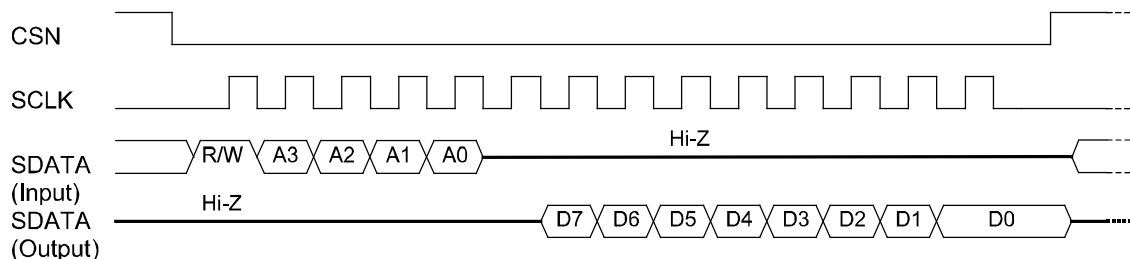 CSN
SCLK
SDATA
(Input)
R/W A3 A2 A1 A0 Hi-Z
SDATA
(Output)
Hi-Z D7 D6 D5 D4 D3 D2 D1 D0